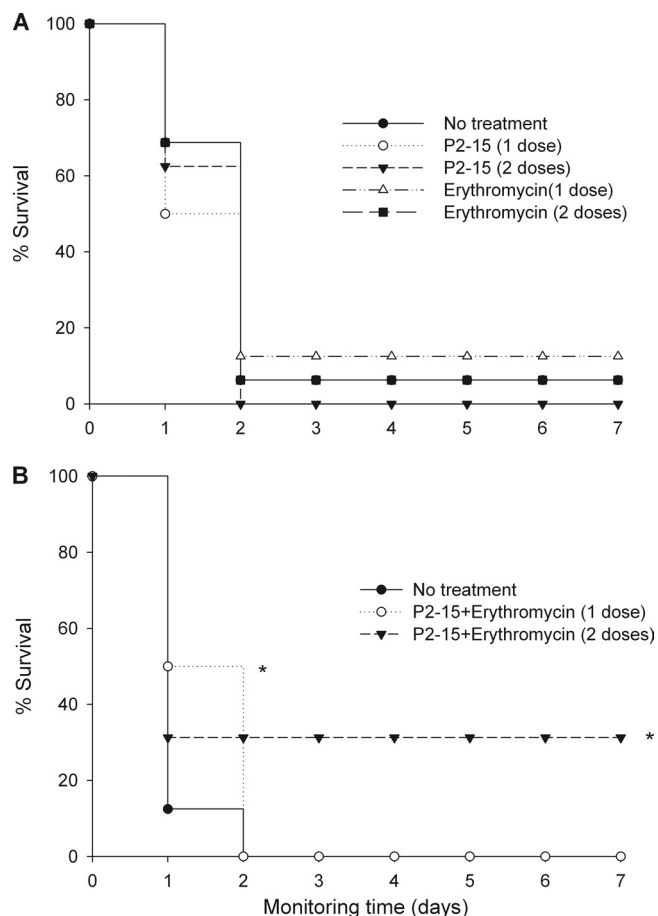 A
100
80
60
40
20
0
% Survival
No treatment
P2-15 (1 dose)
P2-15 (2 doses)
Erythromycin(1 dose)
Erythromycin (2 doses)
0 1 2 3 4 5 6 7
B
100
80
60
40
20
0
% Survival
No treatment
P2-15+Erythromycin (1 dose)
P2-15+Erythromycin (2 doses)
*
*
0 1 2 3 4 5 6 7
Monitoring time (days)